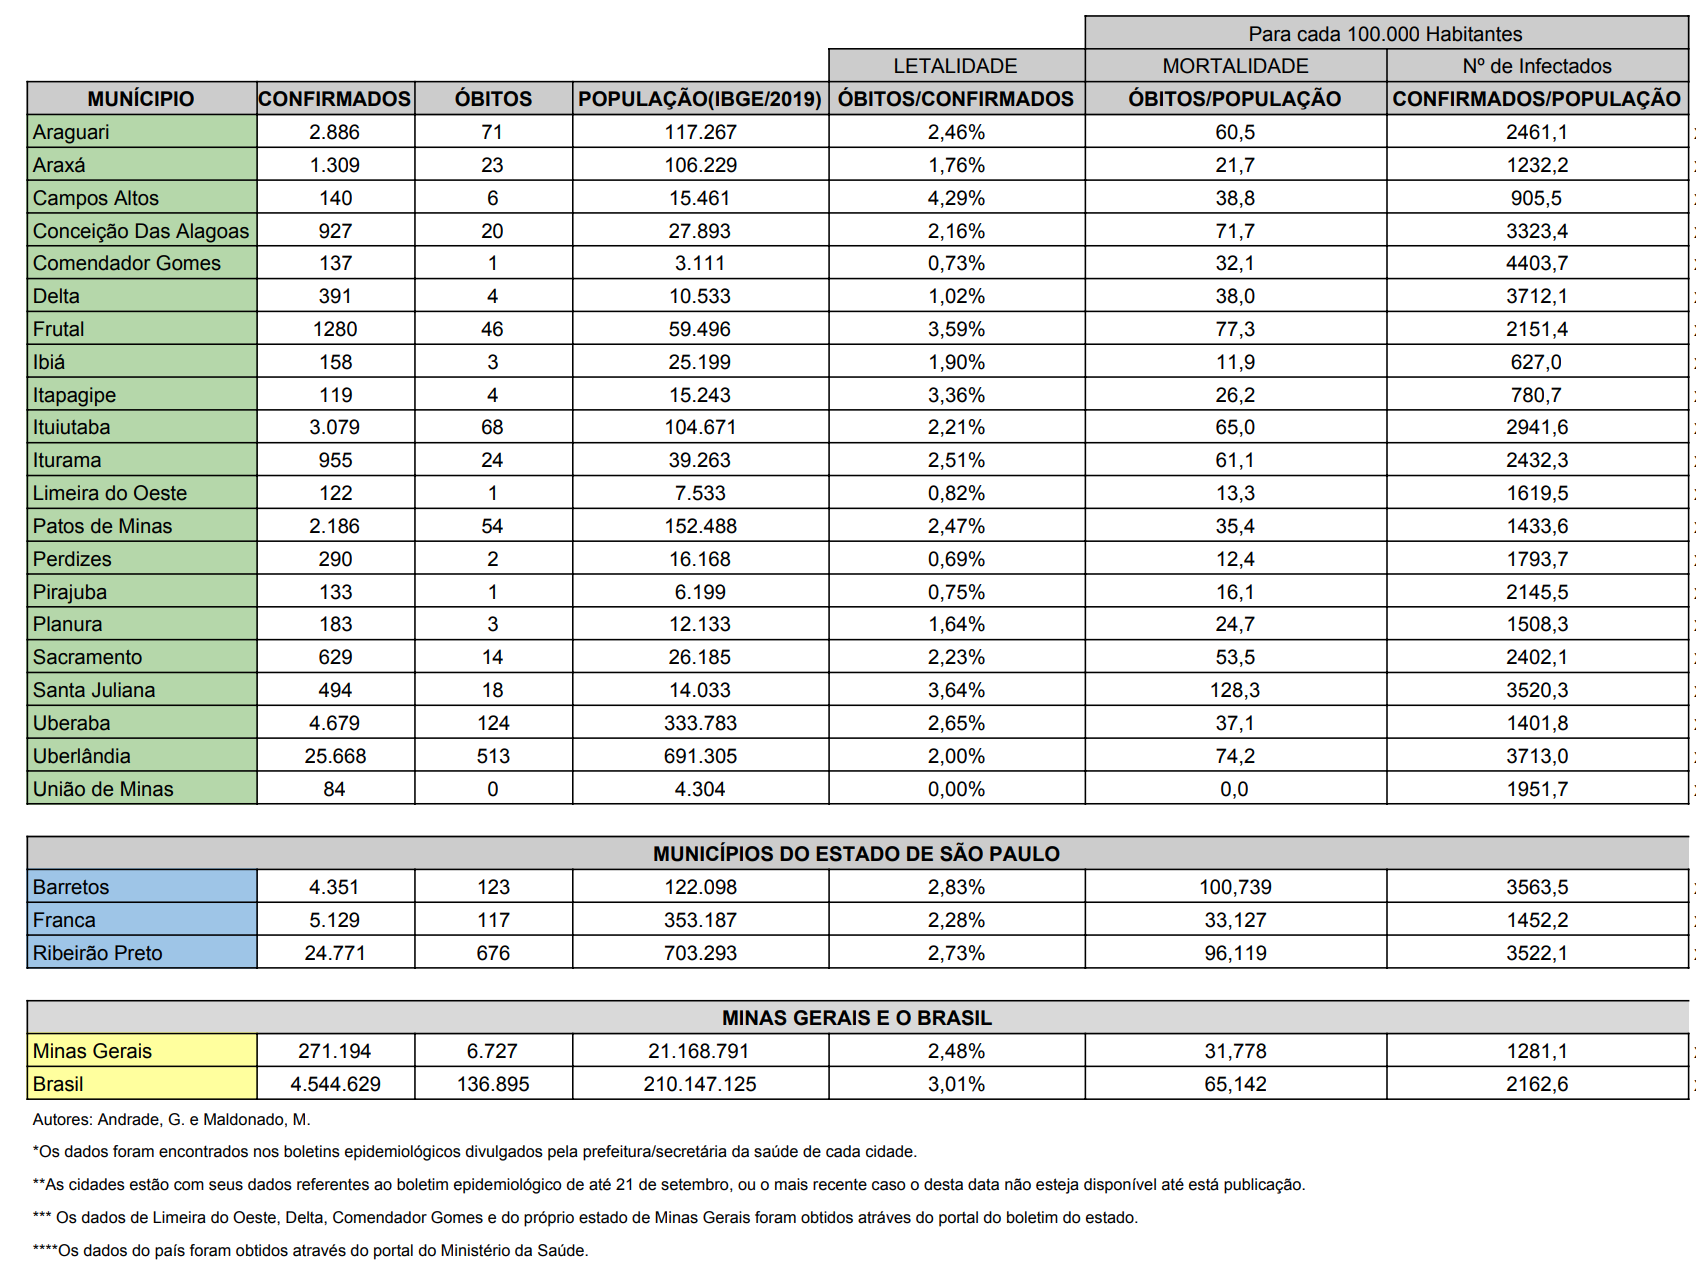 Para cada 100.000 Habitantes
LETALIDADE MORTALIDADE Nº de Infectados
MUNÍCIPIO CONFIRMADOS ÓBITOS POPULAÇÃO(IBGE/2019) ÓBITOS/CONFIRMADOS ÓBITOS/POPULAÇÃO CONFIRMADOS/POPULAÇÃO
Araguari 2.886 71 117.267 2,46% 60,5 2461,1
Araxá 1.309 23 106.229 1,76% 21,7 1232,2
Campos Altos 140 6 15.461 4,29% 38,8 905,5
Conceição Das Alagoas 927 20 27.893 2,16% 71,7 3323,4
Comendador Gomes 137 1 3.111 0,73% 32,1 4403,7
Delta 391 4 10.533 1,02% 38,0 3712,1
Frutal 1280 46 59.496 3,59% 77,3 2151,4
Ibiá 158 3 25.199 1,90% 11,9 627,0
Itapagipe 119 4 15.243 3,36% 26,2 780,7
Ituiutaba 3.079 68 104.671 2,21% 65,0 2941,6
Iturama 955 24 39.263 2,51% 61,1 2432,3
Limeira do Oeste 122 1 7.533 0,82% 13,3 1619,5
Patos de Minas 2.186 54 152.488 2,47% 35,4 1433,6
Perdizes 290 2 16.168 0,69% 12,4 1793,7
Pirajuba 133 1 6.199 0,75% 16,1 2145,5
Planura 183 3 12.133 1,64% 24,7 1508,3
Sacramento 629 14 26.185 2,23% 53,5 2402,1
Santa Juliana 494 18 14.033 3,64% 128,3 3520,3
Uberaba 4.679 124 333.783 2,65% 37,1 1401,8
Uberlândia 25.668 513 691.305 2,00% 74,2 3713,0
União de Minas 84 0 4.304 0,00% 0,0 1951,7
MUNICÍPIOS DO ESTADO DE SÃO PAULO
Barretos 4.351 123 122.098 2,83% 100,739 3563,5
Franca 5.129 117 353.187 2,28% 33,127 1452,2
Ribeirão Preto 24.771 676 703.293 2,73% 96,119 3522,1
MINAS GERAIS E O BRASIL
Minas Gerais 271.194 6.727 21.168.791 2,48% 31,778 1281,1
Brasil 4.544.629 136.895 210.147.125 3,01% 65,142 2162,6
Autores: Andrade, G. e Maldonado, M.
*Os dados foram encontrados nos boletins epidemiológicos divulgados pela prefeitura/secretária da saúde de cada cidade.
**As cidades estão com seus dados referentes ao boletim epidemiológico de até 21 de setembro, ou o mais recente caso o desta data não esteja disponível até está publicação.
*** Os dados de Limeira do Oeste, Delta, Comendador Gomes e do próprio estado de Minas Gerais foram obtidos atráves do portal do boletim do estado.
****Os dados do país foram obtidos através do portal do Ministério da Saúde.